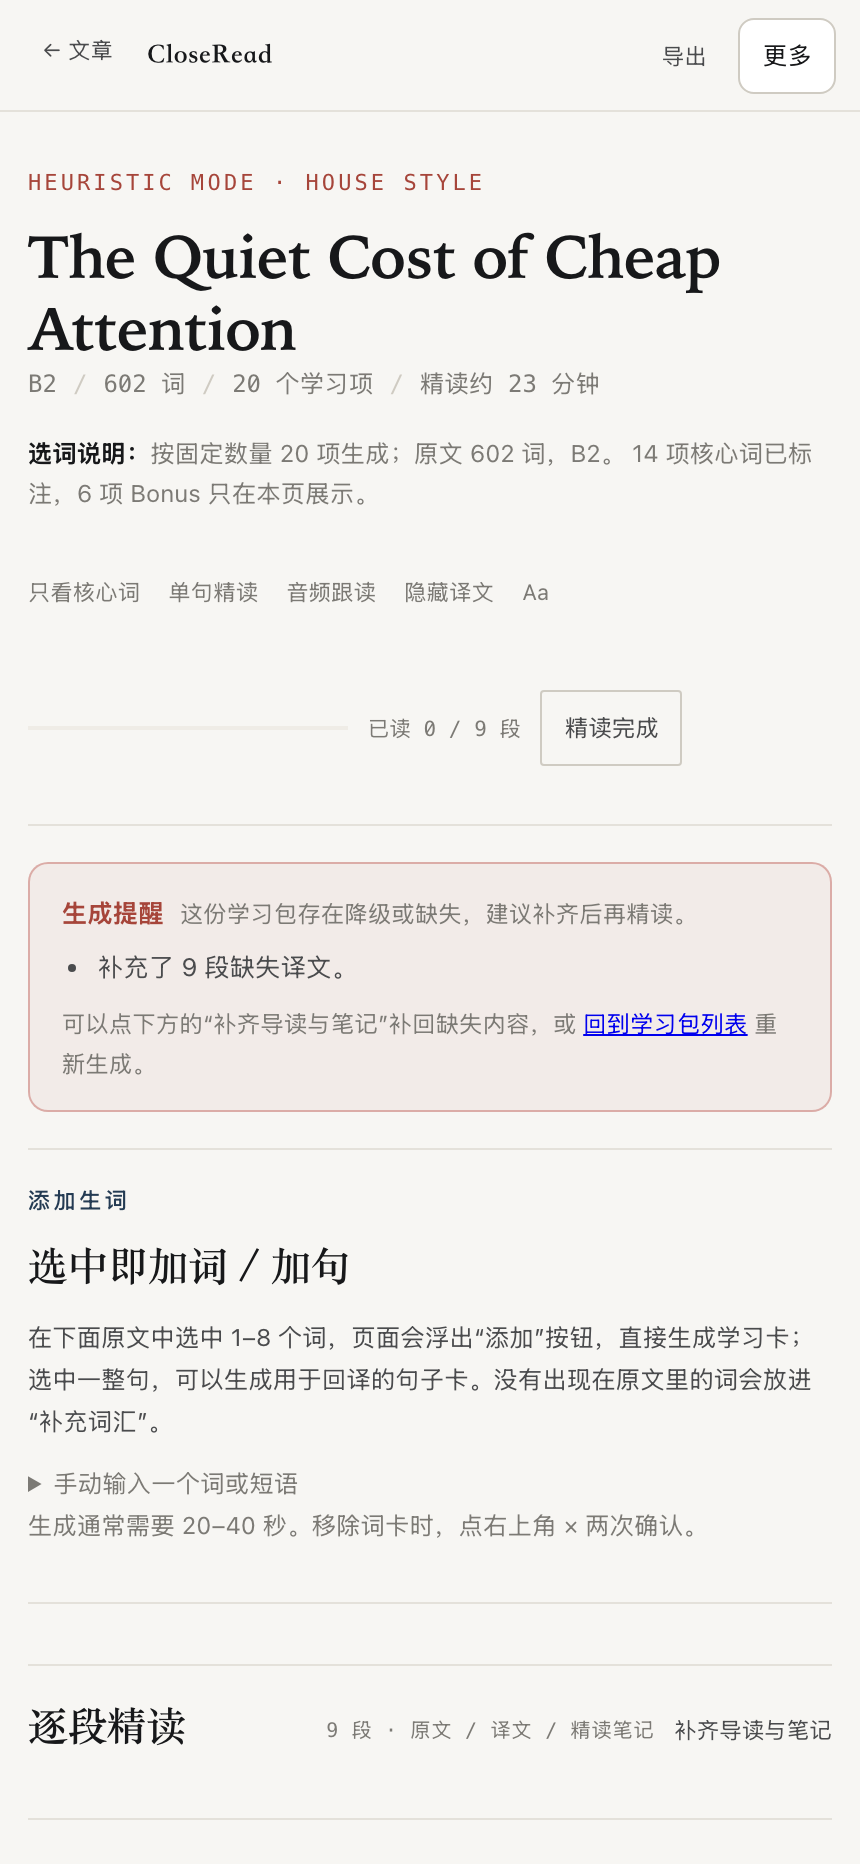 ← 文章 CloseRead 导出 更多
HEURISTIC MODE · HOUSE STYLE
The Quiet Cost of Cheap
Attention
B2 / 602 词 / 20 个学习项 / 精读约 23 分钟
选词说明：按固定数量 20 项生成；原文 602 词，B2。 14 项核心词已标
注，6 项 Bonus 只在本页展示。
只看核心词 单句精读 音频跟读 隐藏译文 Aa
已读 0 / 9 段 精读完成
生成提醒 这份学习包存在降级或缺失，建议补齐后再精读。
• 补充了 9 段缺失译文。
可以点下方的“补齐导读与笔记”补回缺失内容，或 回到学习包列表 重
新生成。
添加生词
选中即加词 / 加句
在下面原文中选中 1–8 个词，页面会浮出“添加”按钮，直接生成学习卡；
选中一整句，可以生成用于回译的句子卡。没有出现在原文里的词会放进
“补充词汇”。
▶ 手动输入一个词或短语
生成通常需要 20–40 秒。移除词卡时，点右上角 × 两次确认。
逐段精读 9 段 · 原文 / 译文 / 精读笔记 补齐导读与笔记